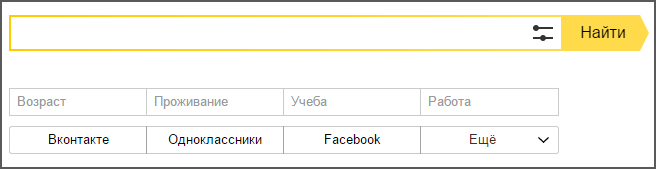 Найти
Возраст Проживание Учеба Работа
Вконтакте Одноклассники Facebook Ещё